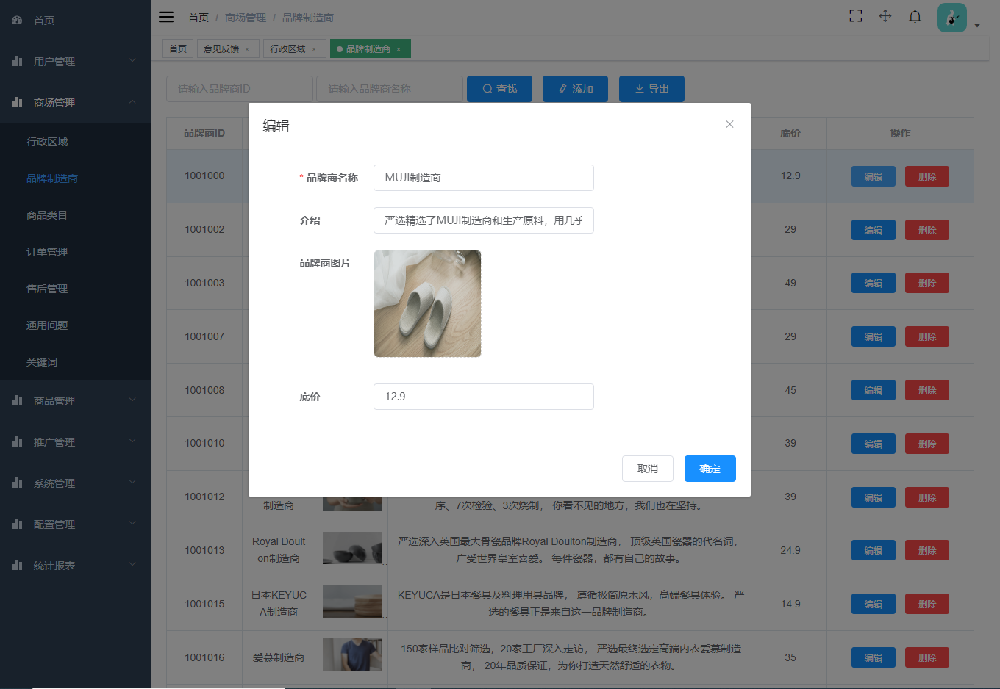 首页
用户管理
商场管理
行政区域
品牌制造商
商品类目
订单管理
售后管理
通用问题
关键词
商品管理
推广管理
系统管理
配置管理
统计报表
首页 / 商场管理 / 品牌制造商
首页 意见反馈 × 行政区域 × 品牌制造商 ×
请输入品牌商ID 请输入品牌商名称 查找 添加 导出
品牌商ID 底价 操作
编辑
* 品牌商名称 MUJI制造商
介绍 严选精选了MUJI制造商和生产原料，用几乎
品牌商图片
底价 12.9
取消 确定
1001000 12.9 编辑 删除
1001002 29 编辑 删除
1001003 49 编辑 删除
1001007 29 编辑 删除
1001008 45 编辑 删除
1001010 39 编辑 删除
1001012 39 编辑 删除
制造商 序、7次检验、3次烧制， 你看不见的地方，我们也在坚持。
1001013 24.9 编辑 删除
Royal Doult
on制造商
严选深入英国最大骨瓷品牌Royal Doulton制造商， 顶级英国瓷器的代名词，
广受世界皇室喜爱。 每件瓷器，都有自己的故事。
1001015 14.9 编辑 删除
日本KEYUC
A制造商
KEYUCA是日本餐具及料理用具品牌， 遵循极简原木风，高端餐具体验。 严
选的餐具正是来自这一品牌制造商。
1001016 爱慕制造商 35 编辑 删除
150家样品比对筛选，20家工厂深入走访， 严选最终选定高端内衣爱慕制造
商， 20年品质保证，为你打造天然舒适的衣物。